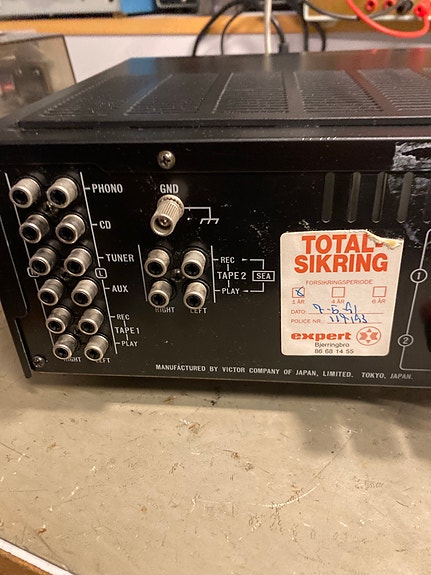 PHONO
CD
TUNER
AUX
REC
TAPE 1
PLAY
RIGHT
LEFT
GND
REC
TAPE 2
SEA
PLAY
RIGHT
LEFT
L
TOTAL-
SIKRING
FORSIKRINGSPERIODE
X
3 ÅR
4 ÅR
6 ÅR
DATO:
POLICE NR.
expert
Bjerringbro
86 68 14 55
1
2
MANUFACTURED BY VICTOR COMPANY OF JAPAN, LIMITED. TOKYO, JAPAN.